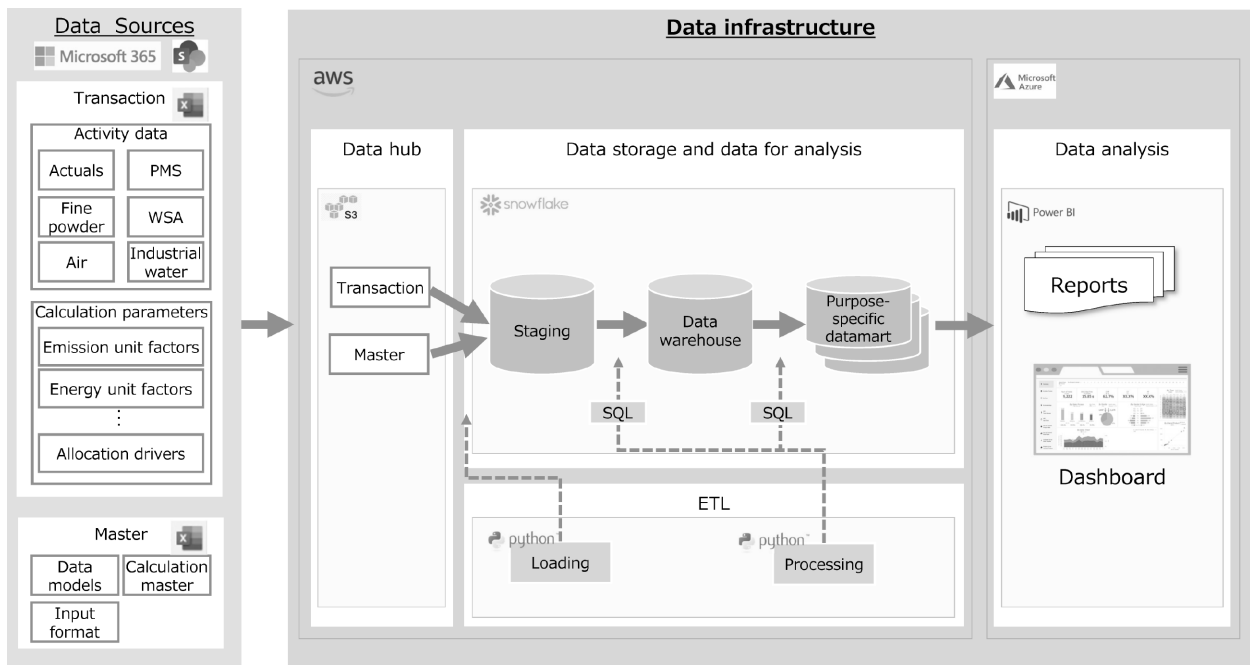 Data Sources
Microsoft 365
S
Transaction
X
Activity data
Actuals
PMS
Fine
powder
WSA
Air
Industrial
water
Calculation parameters
Emission unit factors
Energy unit factors
⋮
Allocation drivers
Master
X
Data
models
Calculation
master
Input
format
Data infrastructure
aws
Data hub
S3
Transaction
Master
Data storage and data for analysis
snowflake
Staging
Data
warehouse
Purpose-
specific
datamart
SQL
SQL
ETL
python
Loading
python
Processing
Microsoft
Azure
Data analysis
Power BI
Reports
Dashboard